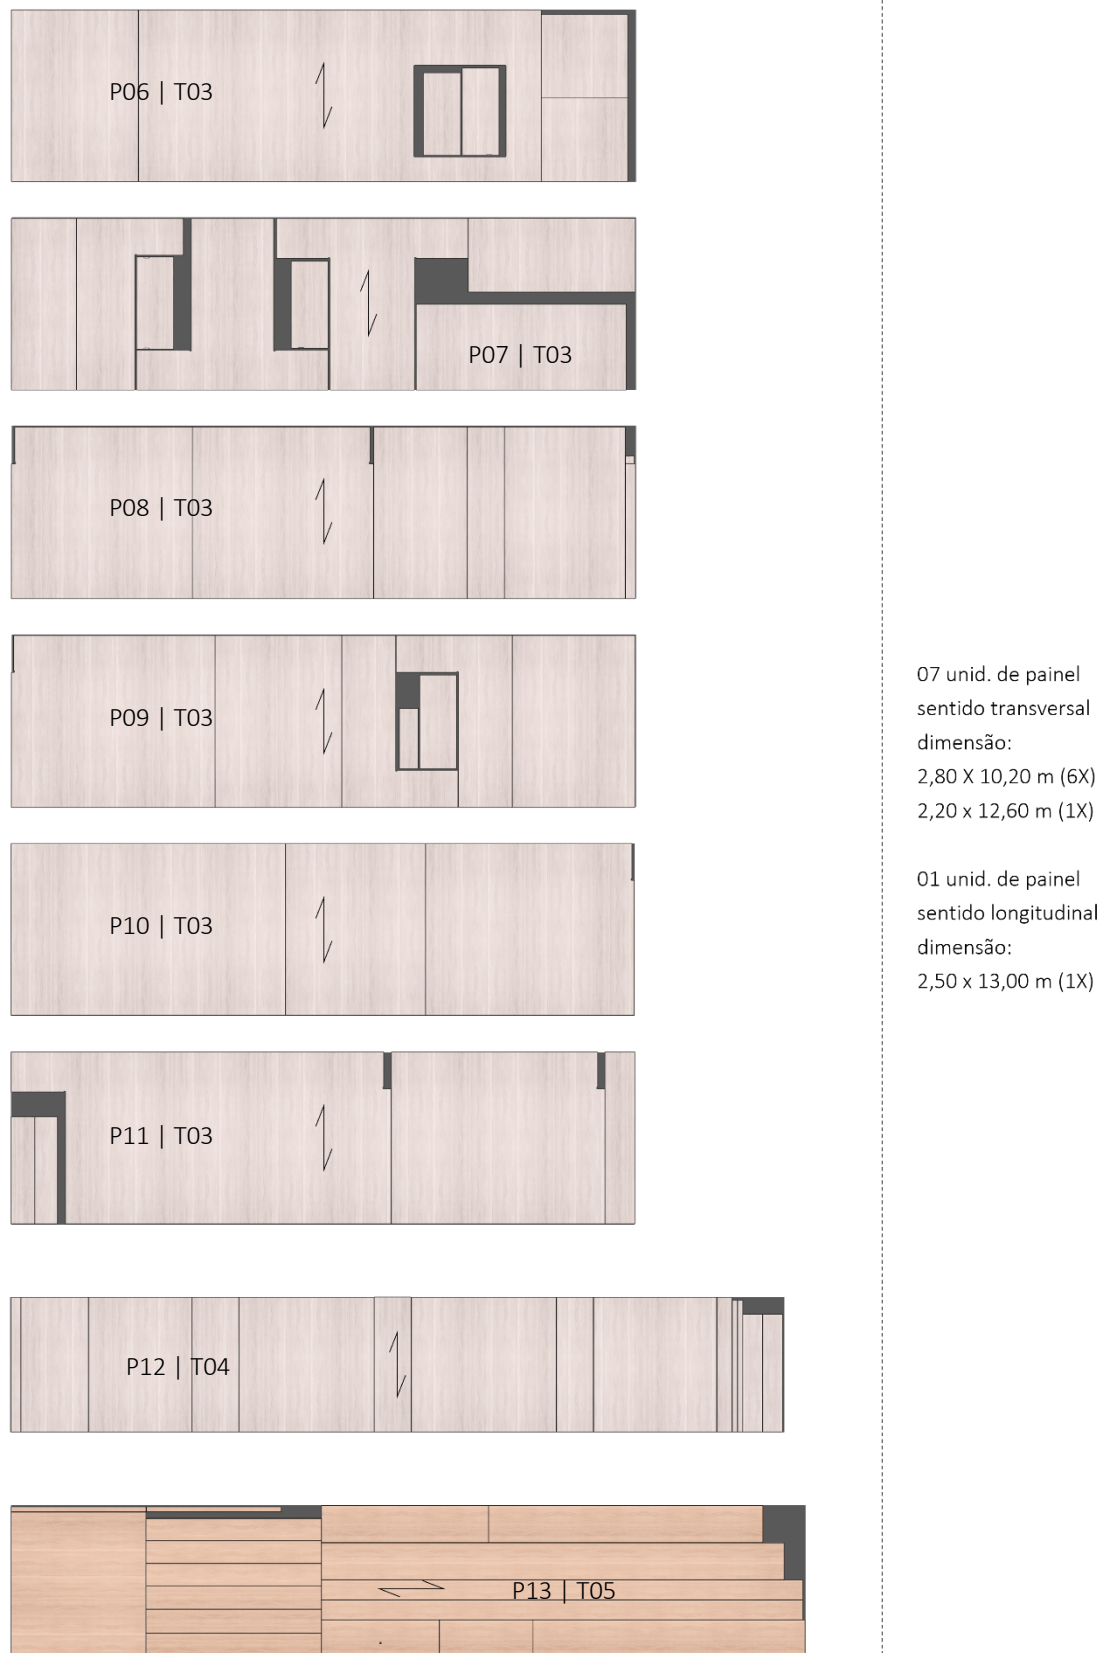 P06 | T03
P07 | T03
P08 | T03
P09 | T03
P10 | T03
P11 | T03
P12 | T04
P13 | T05
07 unid. de painel
sentido transversal
dimensão:
2,80 X 10,20 m (6X)
2,20 x 12,60 m (1X)
01 unid. de painel
sentido longitudinal
dimensão:
2,50 x 13,00 m (1X)